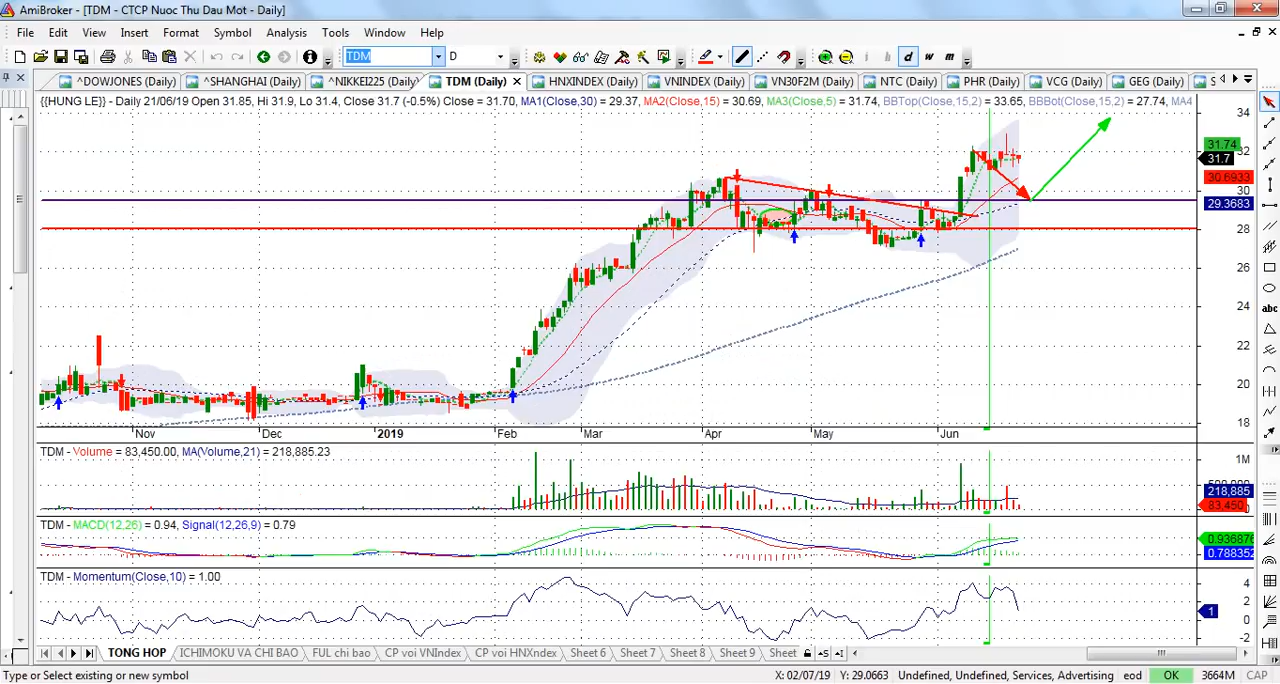 AmiBroker - [TDM - CTCP Nuoc Thu Dau Mot - Daily]
File Edit View Insert Format Symbol Analysis Tools Window Help
TDM D i h d w m
^DOWJONES (Daily) ^SHANGHAI (Daily) ^NIKKEI225 (Daily) TDM (Daily) HNXINDEX (Daily) VNINDEX (Daily) VN30F2M (Daily) NTC (Daily) PHR (Daily) VCG (Daily) GEG (Daily) S
{{HUNG LE}} - Daily 21/06/19 Open 31.85, Hi 31.9, Lo 31.4, Close 31.7 (-0.5%) Close = 31.70, MA1(Close,30) = 29.37, MA2(Close,15) = 30.69, MA3(Close,5) = 31.74, BBTop(Close,15,2) = 33.65, BBBot(Close,15,2) = 27.74, MA4
34
31.74
32
31.7
30.6933
30
29.3683
28
26
24
22
20
18
Nov Dec 2019 Feb Mar Apr May Jun
TDM - Volume = 83,450.00, MA(Volume,21) = 218,885.23
1M
218,885
83,450
TDM - MACD(12,26) = 0.94, Signal(12,26,9) = 0.79
0.936876
0.788352
TDM - Momentum(Close,10) = 1.00
4
2
1
0
-2
TONG HOP ICHIMOKU VA CHI BAO FUL chi bao CP voi VNIndex CP voi HNXndex Sheet 6 Sheet 7 Sheet 8 Sheet 9 Sheet
Type or Select existing or new symbol X: 02/07/19 Y: 29.0663 Undefined, Undefined, Services, Advertising eod OK 3664M CAP
abc